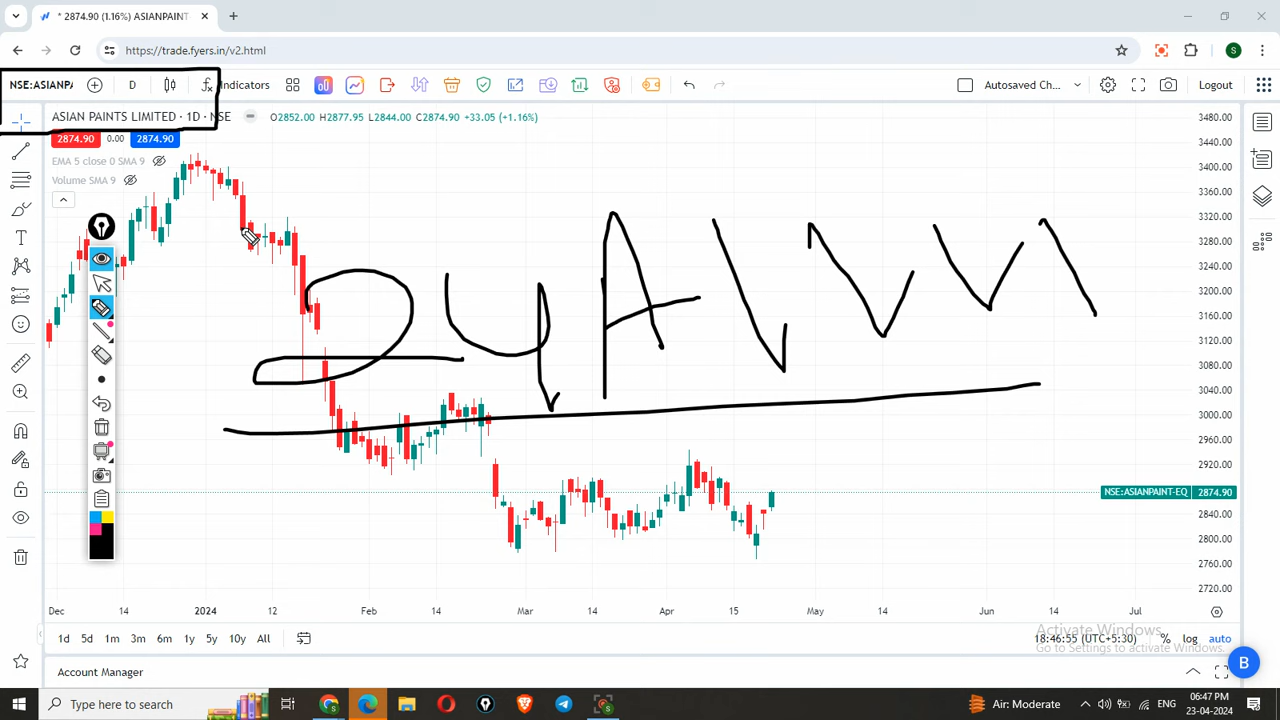 * 2874.90 (1.16%) ASIANPAINT
https://trade.fyers.in/v2.html
S
NSE:ASIANPA D Indicators Autosaved Ch... Logout
ASIAN PAINTS LIMITED · 1D · NSE O2852.00 H2877.95 L2844.00 C2874.90 +33.05 (+1.16%)
2874.90 0.00 2874.90
EMA 5 close 0 SMA 9
Volume SMA 9
3480.00
3440.00
3400.00
3360.00
3320.00
3280.00
3240.00
3200.00
3160.00
3120.00
3080.00
3040.00
3000.00
2960.00
2920.00
NSE:ASIANPAINT-EQ 2874.90
2840.00
2800.00
2760.00
2720.00
Dec 14 2024 12 Feb 14 Mar 14 Apr 15 May 14 Jun 14 Jul
1d 5d 1m 3m 6m 1y 5y 10y All 18:46:55 (UTC+5:30) % log auto
Activate Windows
Go to Settings to activate Windows.
Account Manager
B
Type here to search Air: Moderate ENG 06:47 PM
23-04-2024